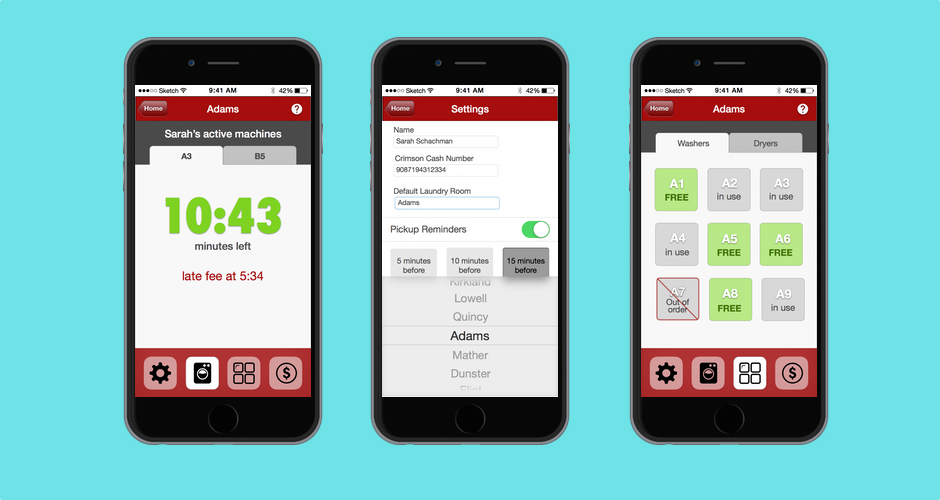 Sketch 9:41 AM 42%
Home Adams ?
Sarah's active machines
A3 B5
10:43
minutes left
late fee at 5:34
$
Sketch 9:41 AM 42%
Home Settings
Name
Sarah Schachman
Crimson Cash Number
9087194312334
Default Laundry Room
Adams
Pickup Reminders
5 minutes 10 minutes 15 minutes
before before before
Kirkland
Lowell
Quincy
Adams
Mather
Dunster
Eliot
Sketch 9:41 AM 42%
Home Adams ?
Washers Dryers
A1 A2 A3
FREE in use in use
A4 A5 A6
in use FREE FREE
A7 A8 A9
Out of FREE in use
order
$